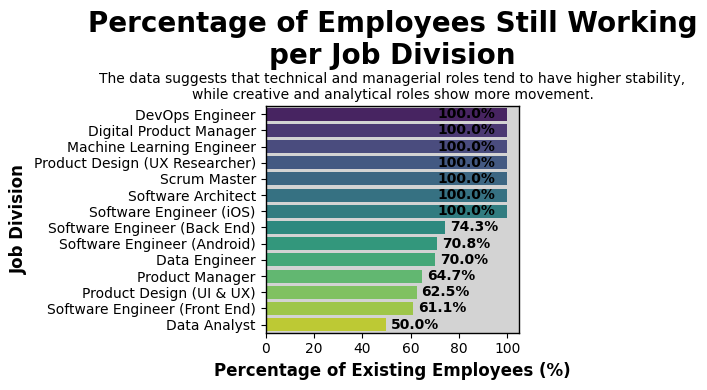 Percentage of Employees Still Working
per Job Division
The data suggests that technical and managerial roles tend to have higher stability,
while creative and analytical roles show more movement.
DevOps Engineer 100.0%
Digital Product Manager 100.0%
Machine Learning Engineer 100.0%
Product Design (UX Researcher) 100.0%
Scrum Master 100.0%
Software Architect 100.0%
Software Engineer (iOS) 100.0%
Software Engineer (Back End) 74.3%
Software Engineer (Android) 70.8%
Data Engineer 70.0%
Product Manager 64.7%
Product Design (UI & UX) 62.5%
Software Engineer (Front End) 61.1%
Data Analyst 50.0%
Job Division
0 20 40 60 80 100
Percentage of Existing Employees (%)